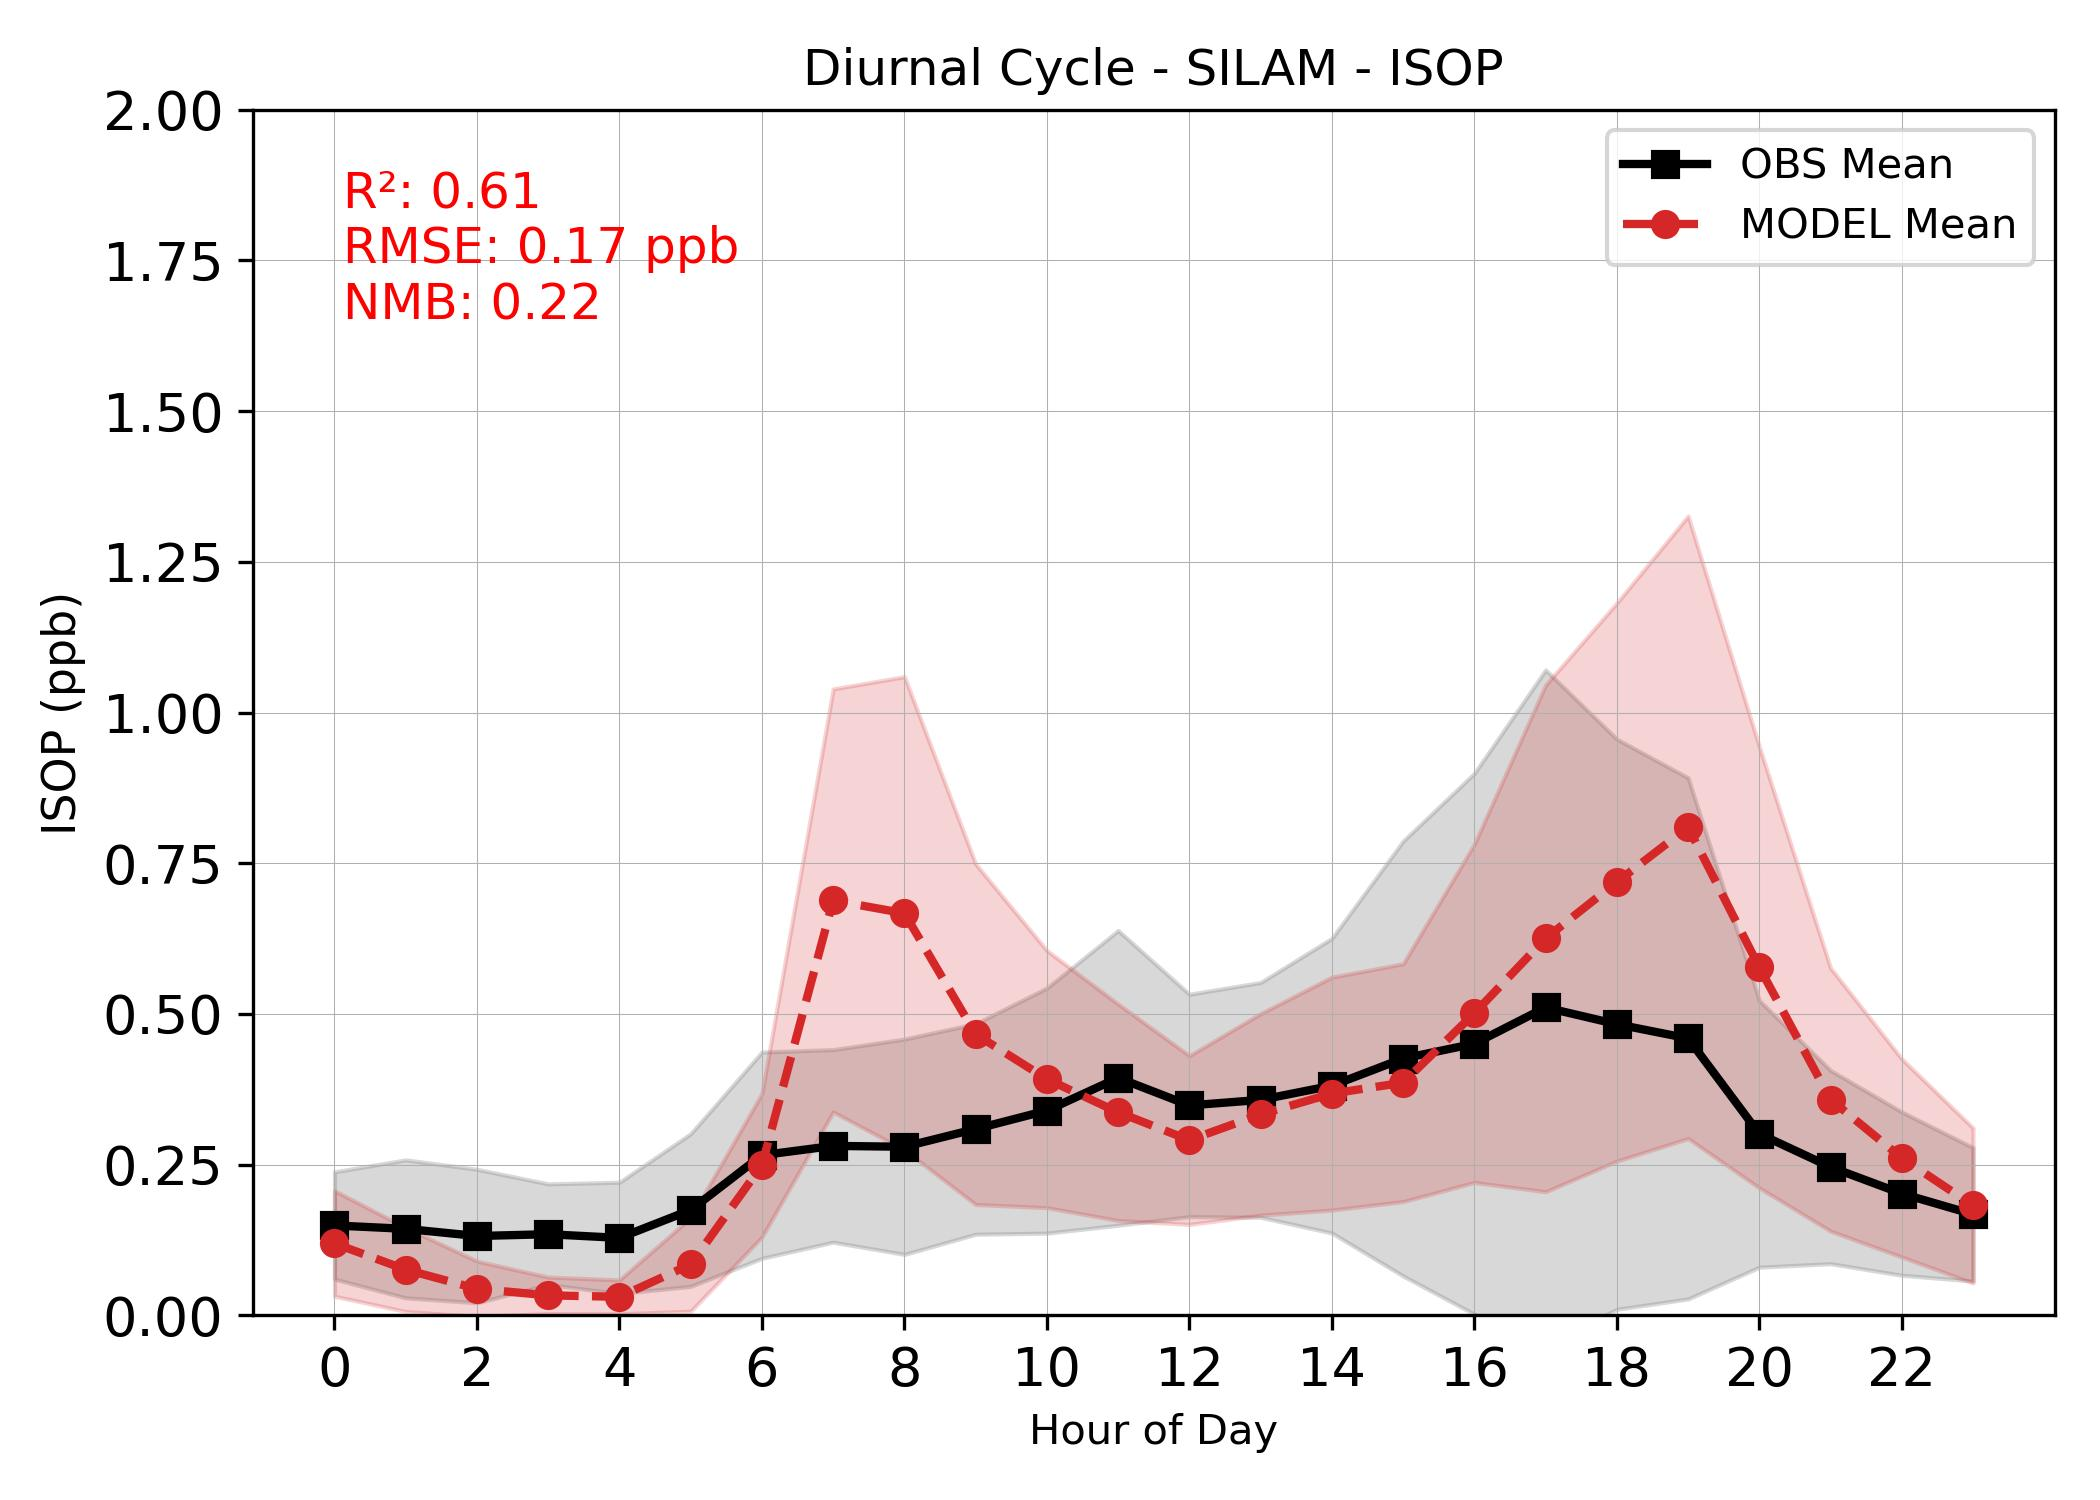 Diurnal Cycle - SILAM - ISOP
R²: 0.61
RMSE: 0.17 ppb
NMB: 0.22
OBS Mean
MODEL Mean
ISOP (ppb)
2.00
1.75
1.50
1.25
1.00
0.75
0.50
0.25
0.00
0 2 4 6 8 10 12 14 16 18 20 22
Hour of Day